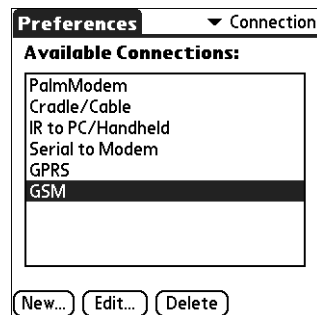 Preferences
Connection
Available Connections:
PalmModem
Cradle/Cable
IR to PC/Handheld
Serial to Modem
GPRS
GSM
New... Edit... Delete